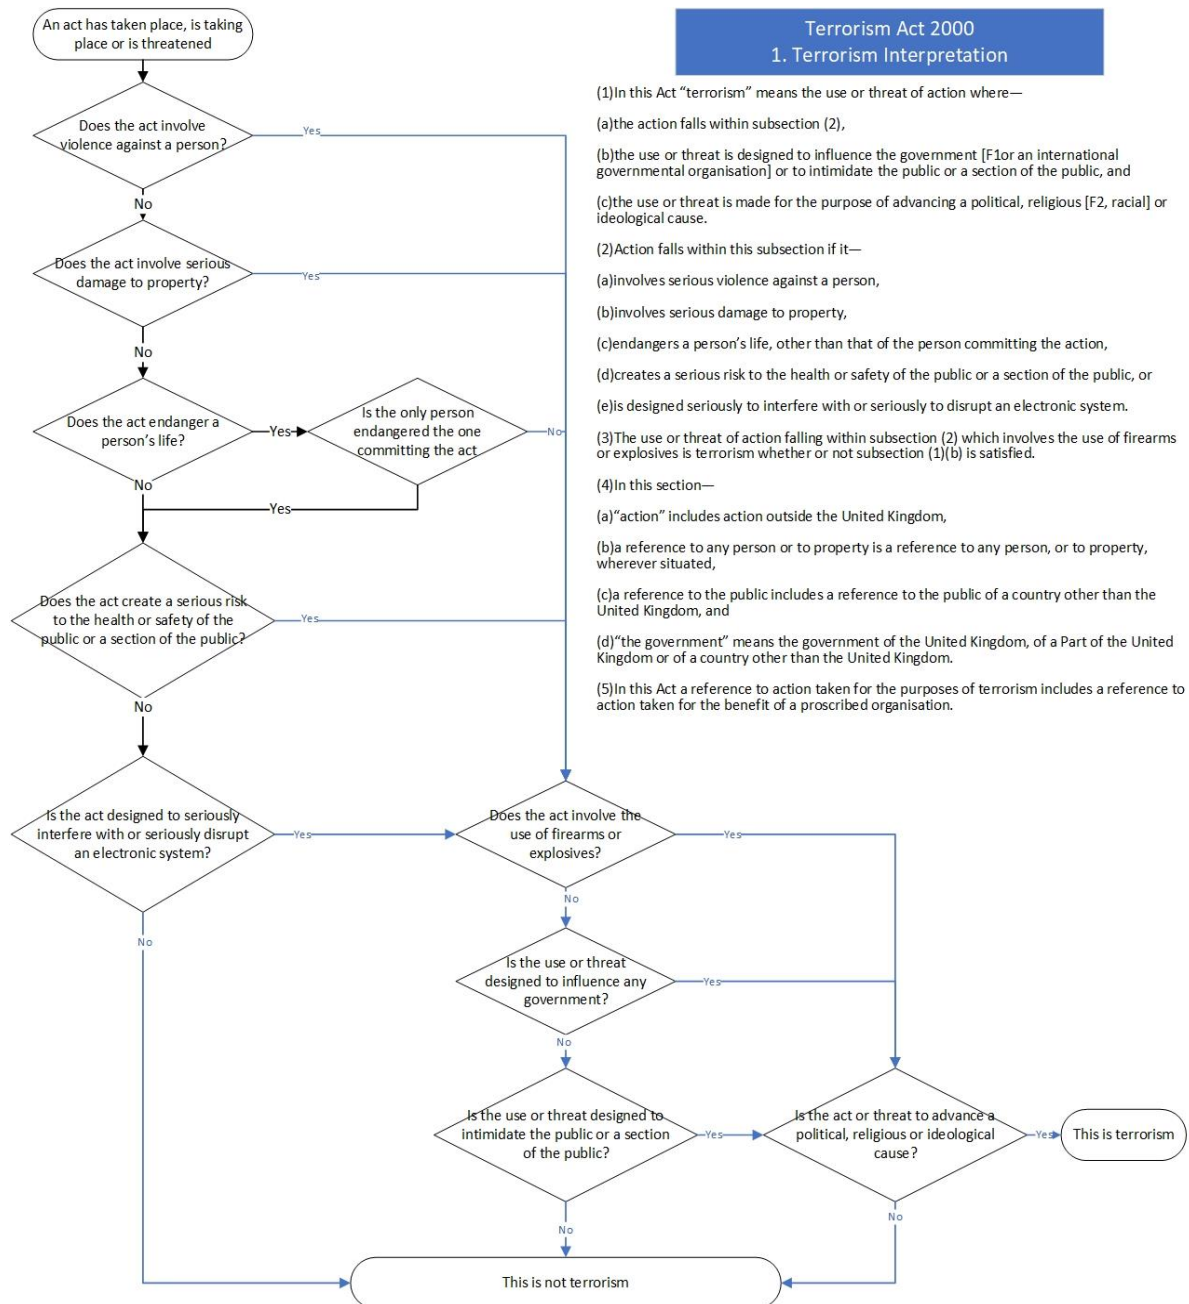 An act has taken place, is taking
place or is threatened
Terrorism Act 2000
1. Terrorism Interpretation
Does the act involve
violence against a person?
Yes
No
Does the act involve serious
damage to property?
Yes
No
Does the act endanger a
person's life?
Yes
Is the only person
endangered the one
committing the act
No
No
Yes
Does the act create a serious risk
to the health or safety of the
public or a section of the public?
Yes
No
Is the act designed to seriously
interfere with or seriously disrupt
an electronic system?
Yes
No
Does the act involve the
use of firearms or
explosives?
Yes
No
Is the use or threat
designed to influence any
government?
Yes
No
Is the use or threat designed to
intimidate the public or a section
of the public?
Yes
No
Is the act or threat to advance a
political, religious or ideological
cause?
Yes
No
This is terrorism
This is not terrorism
(1)In this Act “terrorism” means the use or threat of action where—
(a)the action falls within subsection (2),
(b)the use or threat is designed to influence the government [F1or an international
governmental organisation] or to intimidate the public or a section of the public, and
(c)the use or threat is made for the purpose of advancing a political, religious [F2, racial] or
ideological cause.
(2)Action falls within this subsection if it—
(a)involves serious violence against a person,
(b)involves serious damage to property,
(c)endangers a person’s life, other than that of the person committing the action,
(d)creates a serious risk to the health or safety of the public or a section of the public, or
(e)is designed seriously to interfere with or seriously to disrupt an electronic system.
(3)The use or threat of action falling within subsection (2) which involves the use of firearms
or explosives is terrorism whether or not subsection (1)(b) is satisfied.
(4)In this section—
(a)“action” includes action outside the United Kingdom,
(b)a reference to any person or to property is a reference to any person, or to property,
wherever situated,
(c)a reference to the public includes a reference to the public of a country other than the
United Kingdom, and
(d)“the government” means the government of the United Kingdom, of a Part of the United
Kingdom or of a country other than the United Kingdom.
(5)In this Act a reference to action taken for the purposes of terrorism includes a reference to
action taken for the benefit of a proscribed organisation.